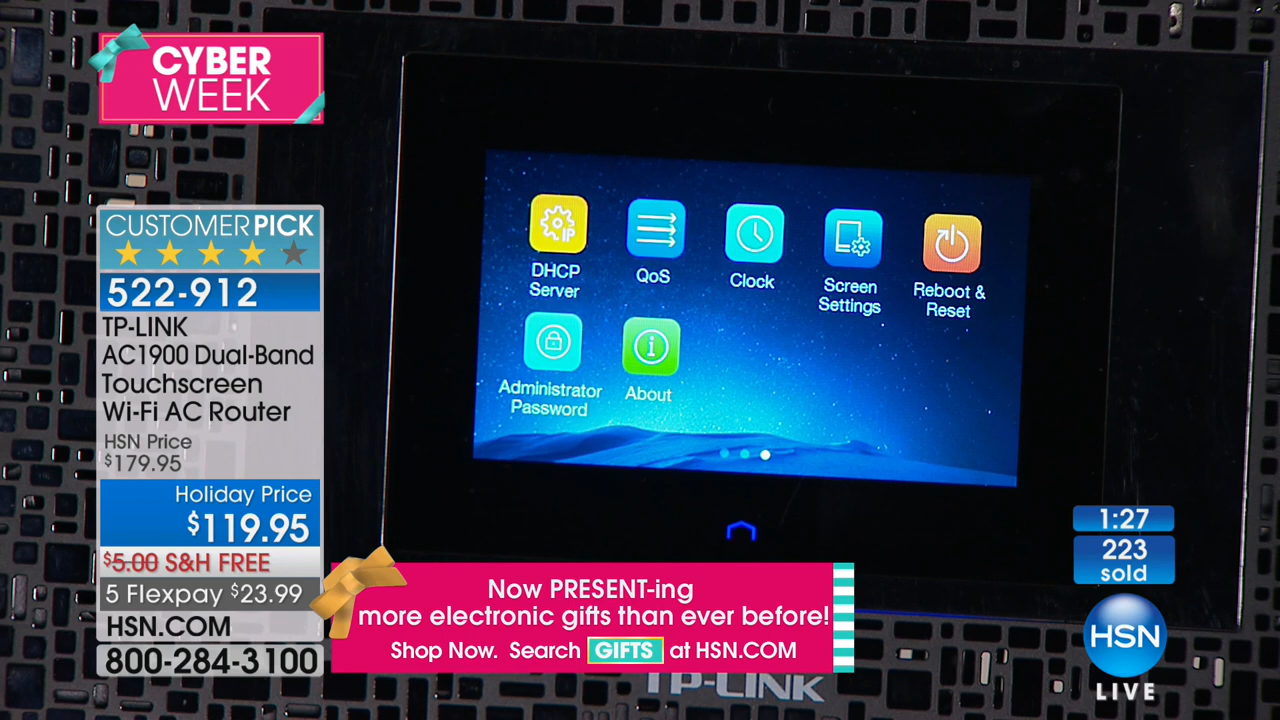 CYBER
WEEK
CUSTOMER PICK
522-912
TP-LINK
AC1900 Dual-Band
Touchscreen
Wi-Fi AC Router
HSN Price
$179.95
Holiday Price
$119.95
$5.00 S&H FREE
5 Flexpay $23.99
HSN.COM
800-284-3100
IP
DHCP
Server
QoS
Clock
Screen
Settings
Reboot &
Reset
Administrator
Password
i
About
Now PRESENT-ing
more electronic gifts than ever before!
Shop Now. Search GIFTS at HSN.COM
TP-LINK
1:27
223
sold
HSN
LIVE